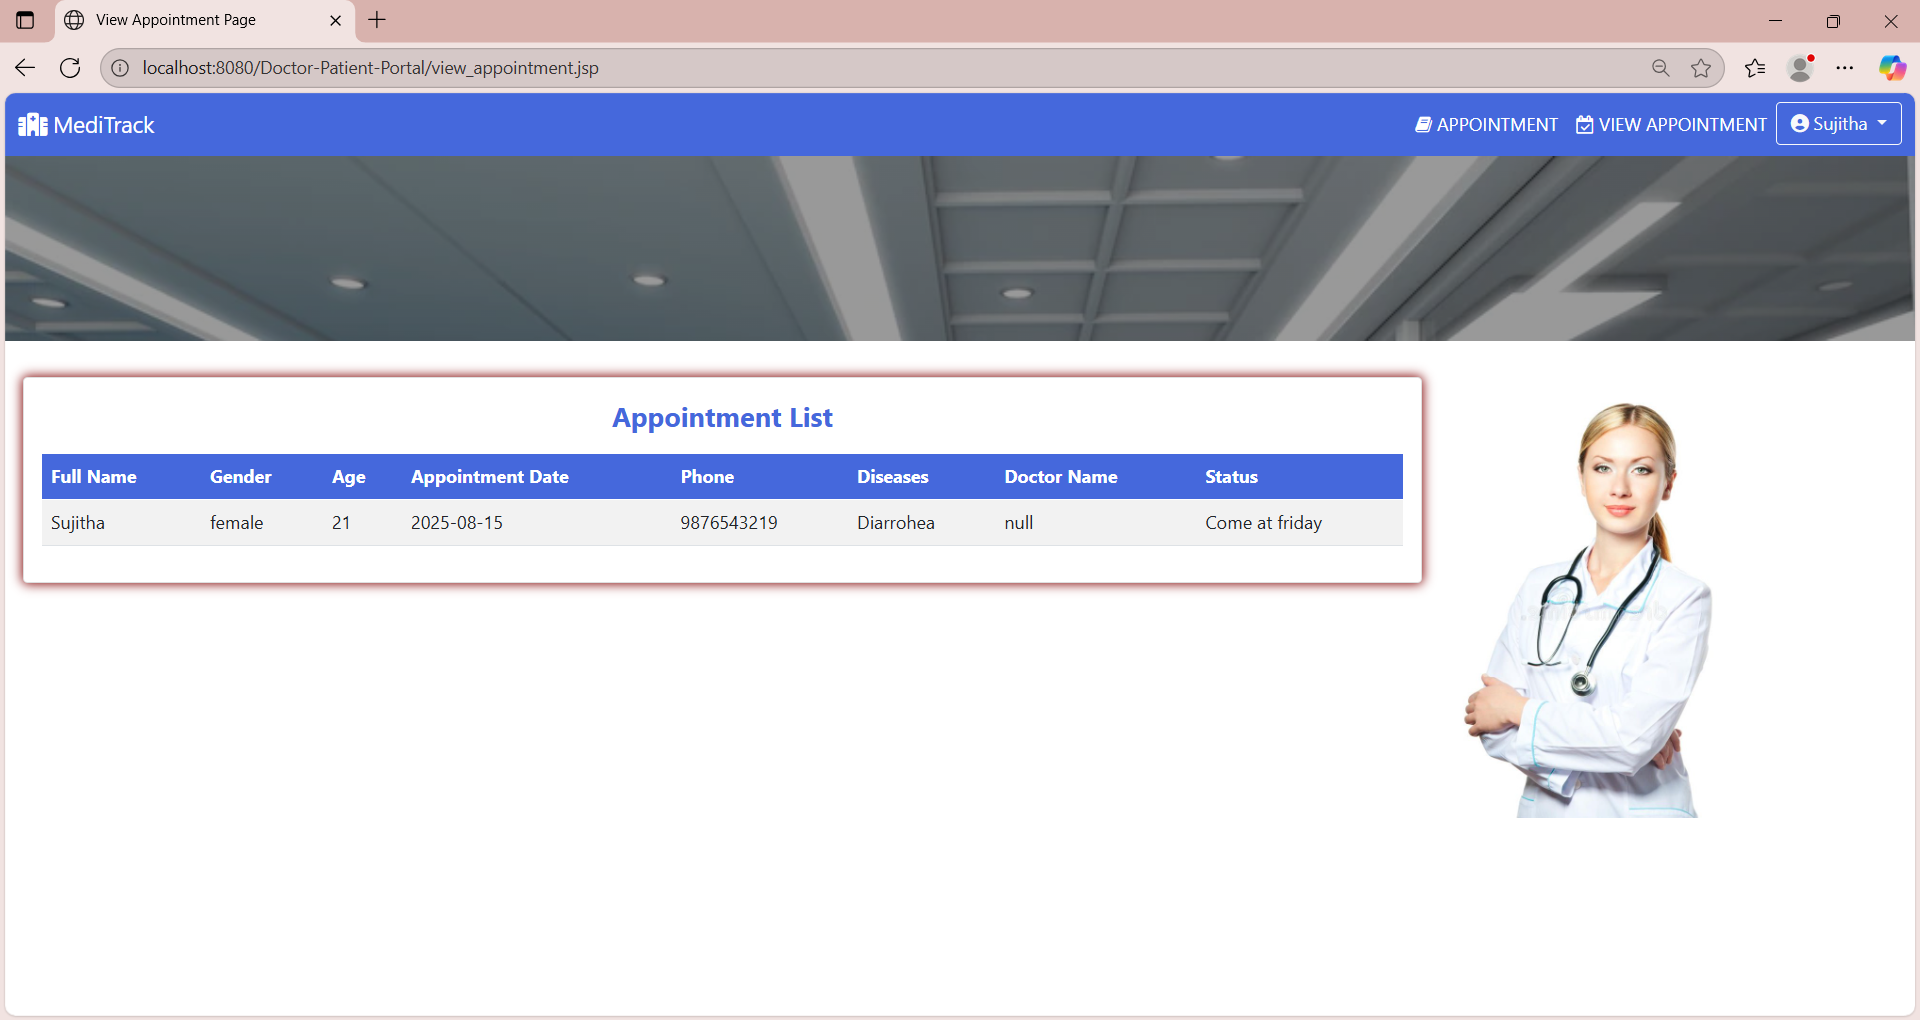 View Appointment Page
localhost:8080/Doctor-Patient-Portal/view_appointment.jsp
MediTrack
APPOINTMENT
VIEW APPOINTMENT
Sujitha
Appointment List
Full Name Gender Age Appointment Date Phone Diseases Doctor Name Status
Sujitha female 21 2025-08-15 9876543219 Diarrohea null Come at friday